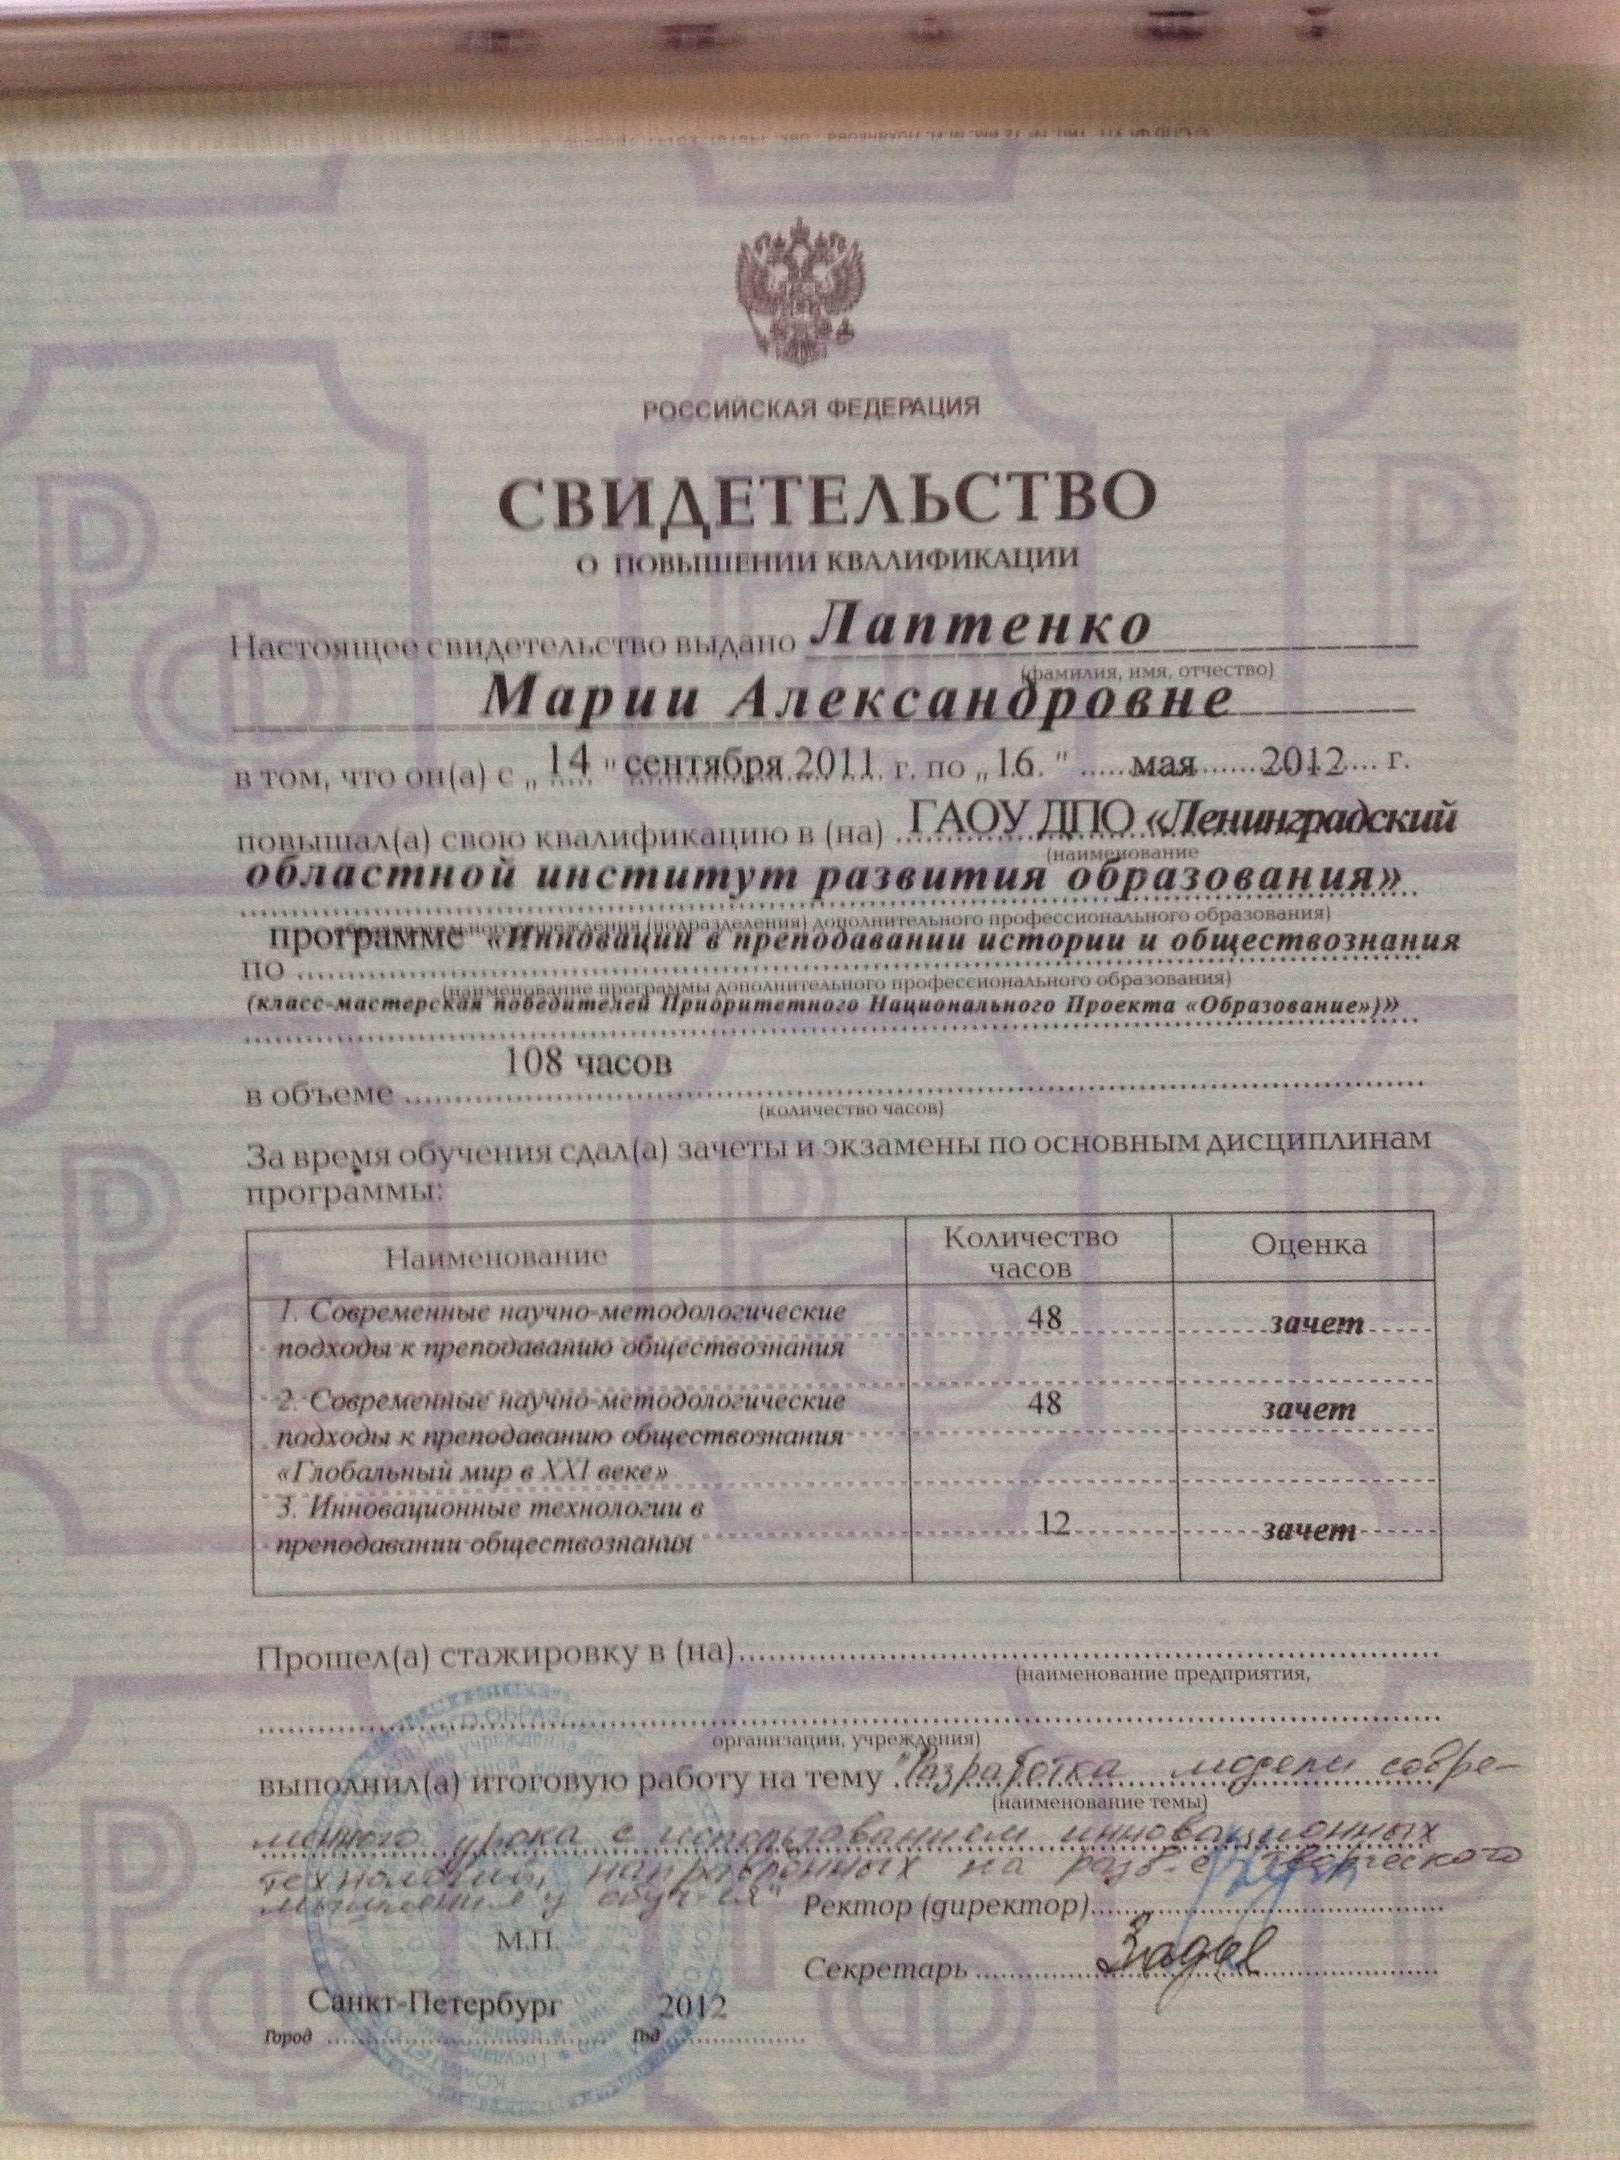 РОССИЙСКАЯ ФЕДЕРАЦИЯ
СВИДЕТЕЛЬСТВО
О ПОВЫШЕНИИ КВАЛИФИКАЦИИ
Настоящее свидетельство выдано Лаптенко
(фамилия, имя, отчество)
Марии Александровне
в том, что он(а) с „ 14 " сентября 2011 г. по „ 16. " мая 2012 г.
повышал(а) свою квалификацию в (на) ГАОУ ДПО «Ленинградский
(наименование
областной институт развития образования»
(подразделения) дополнительного профессионального образования)
программе «Инновации в преподавании истории и обществознания
по
(наименование программы дополнительного профессионального образования)
(класс-мастерская победителей Приоритетного Национального Проекта «Образование»)»
108 часов
в объеме
(количество часов)
За время обучения сдал(а) зачеты и экзамены по основным дисциплинам
программы:
Наименование Количество часов Оценка
1. Современные научно-методологические 48 зачет
подходы к преподаванию обществознания
2. Современные научно-методологические 48 зачет
подходы к преподаванию обществознания
«Глобальный мир в XXI веке»
3. Инновационные технологии в 12 зачет
преподавании обществознания
Прошел(а) стажировку в (на)
(наименование предприятия,
организации, учреждения)
выполнил(а) итоговую работу на тему "Разработка модели совре-
(наименование темы)
менного урока с использованием инновационных
технологий, направленных на разв-е творческого
мышления у обуч-ся"
Ректор (директор)
М.П.
Секретарь
Санкт-Петербург 2012
Город Год